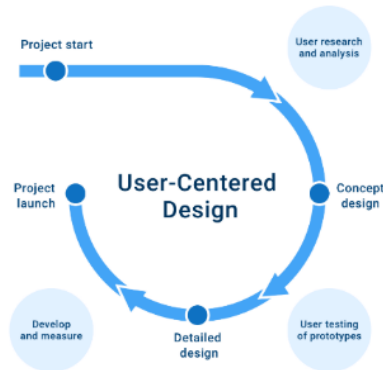 Project start
User research
and analysis
User-Centered
Design
Project
launch
Concept
design
Develop
and measure
Detailed
design
User testing
of prototypes